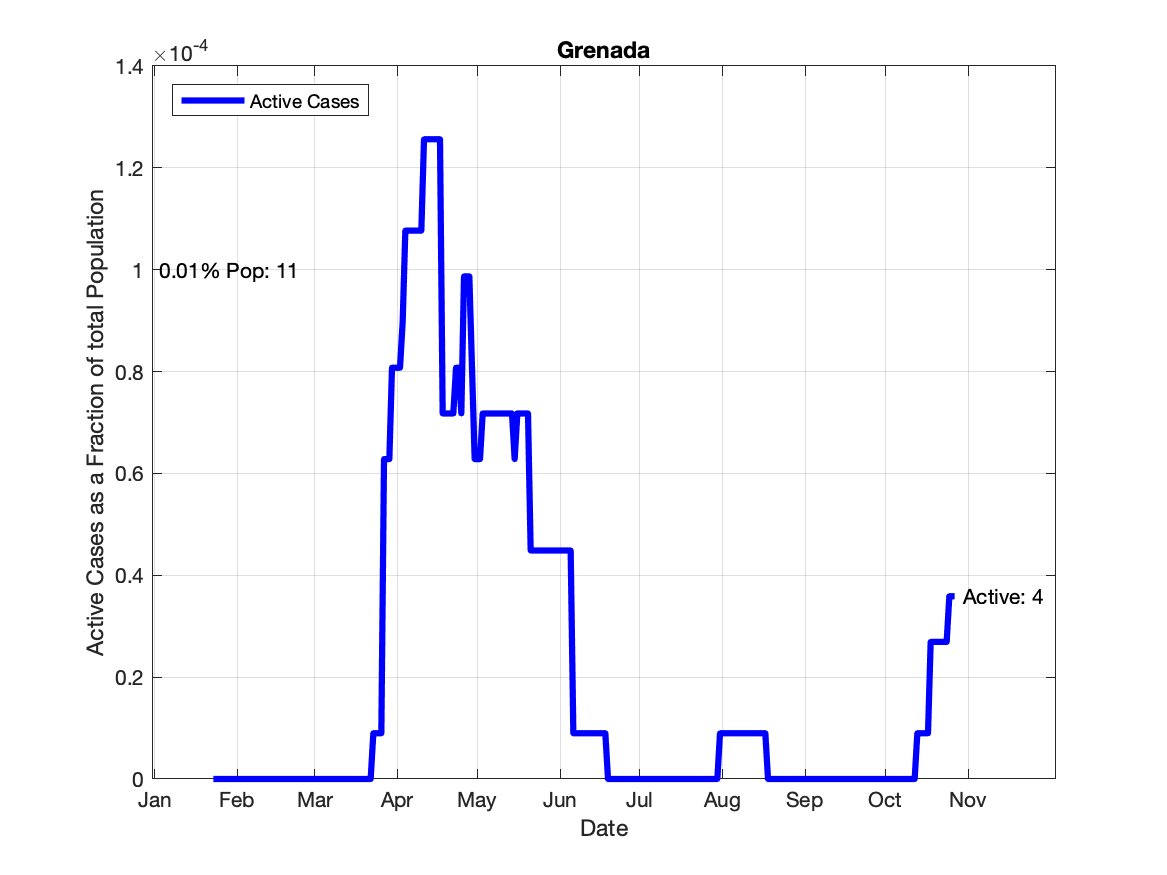 Grenada
×10-4
Active Cases
1.4
1.2
1
0.8
0.6
0.4
0.2
0
Active Cases as a Fraction of total Population
0.01% Pop: 11
Active: 4
Jan Feb Mar Apr May Jun Jul Aug Sep Oct Nov
Date